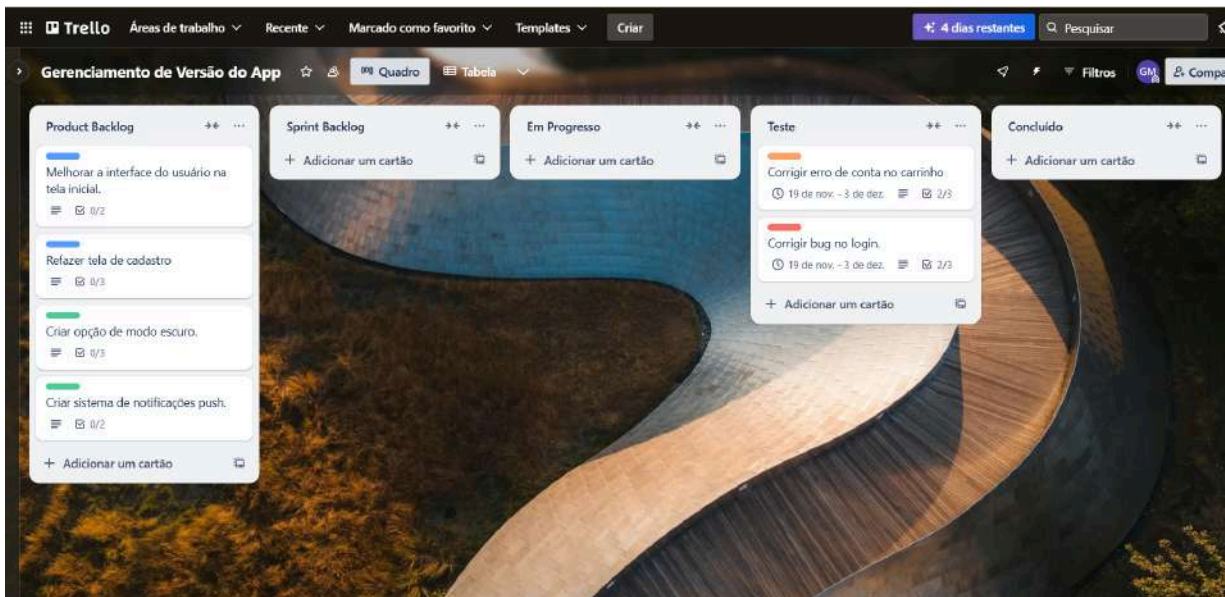 Trello Áreas de trabalho Recente Marcado como favorito Templates Criar 4 dias restantes Pesquisar
Gerenciamento de Versão do App Quadro Tabela Filtros GM
Product Backlog
Melhorar a interface do usuário na
tela inicial.
0/2
Refazer tela de cadastro
0/3
Criar opção de modo escuro.
0/3
Criar sistema de notificações push.
0/2
+ Adicionar um cartão
Sprint Backlog
+ Adicionar um cartão
Em Progresso
+ Adicionar um cartão
Teste
Corrigir erro de conta no carrinho
19 de nov. - 3 de dez. 2/3
Corrigir bug no login.
19 de nov. - 3 de dez. 2/3
+ Adicionar um cartão
Concluído
+ Adicionar um cartão